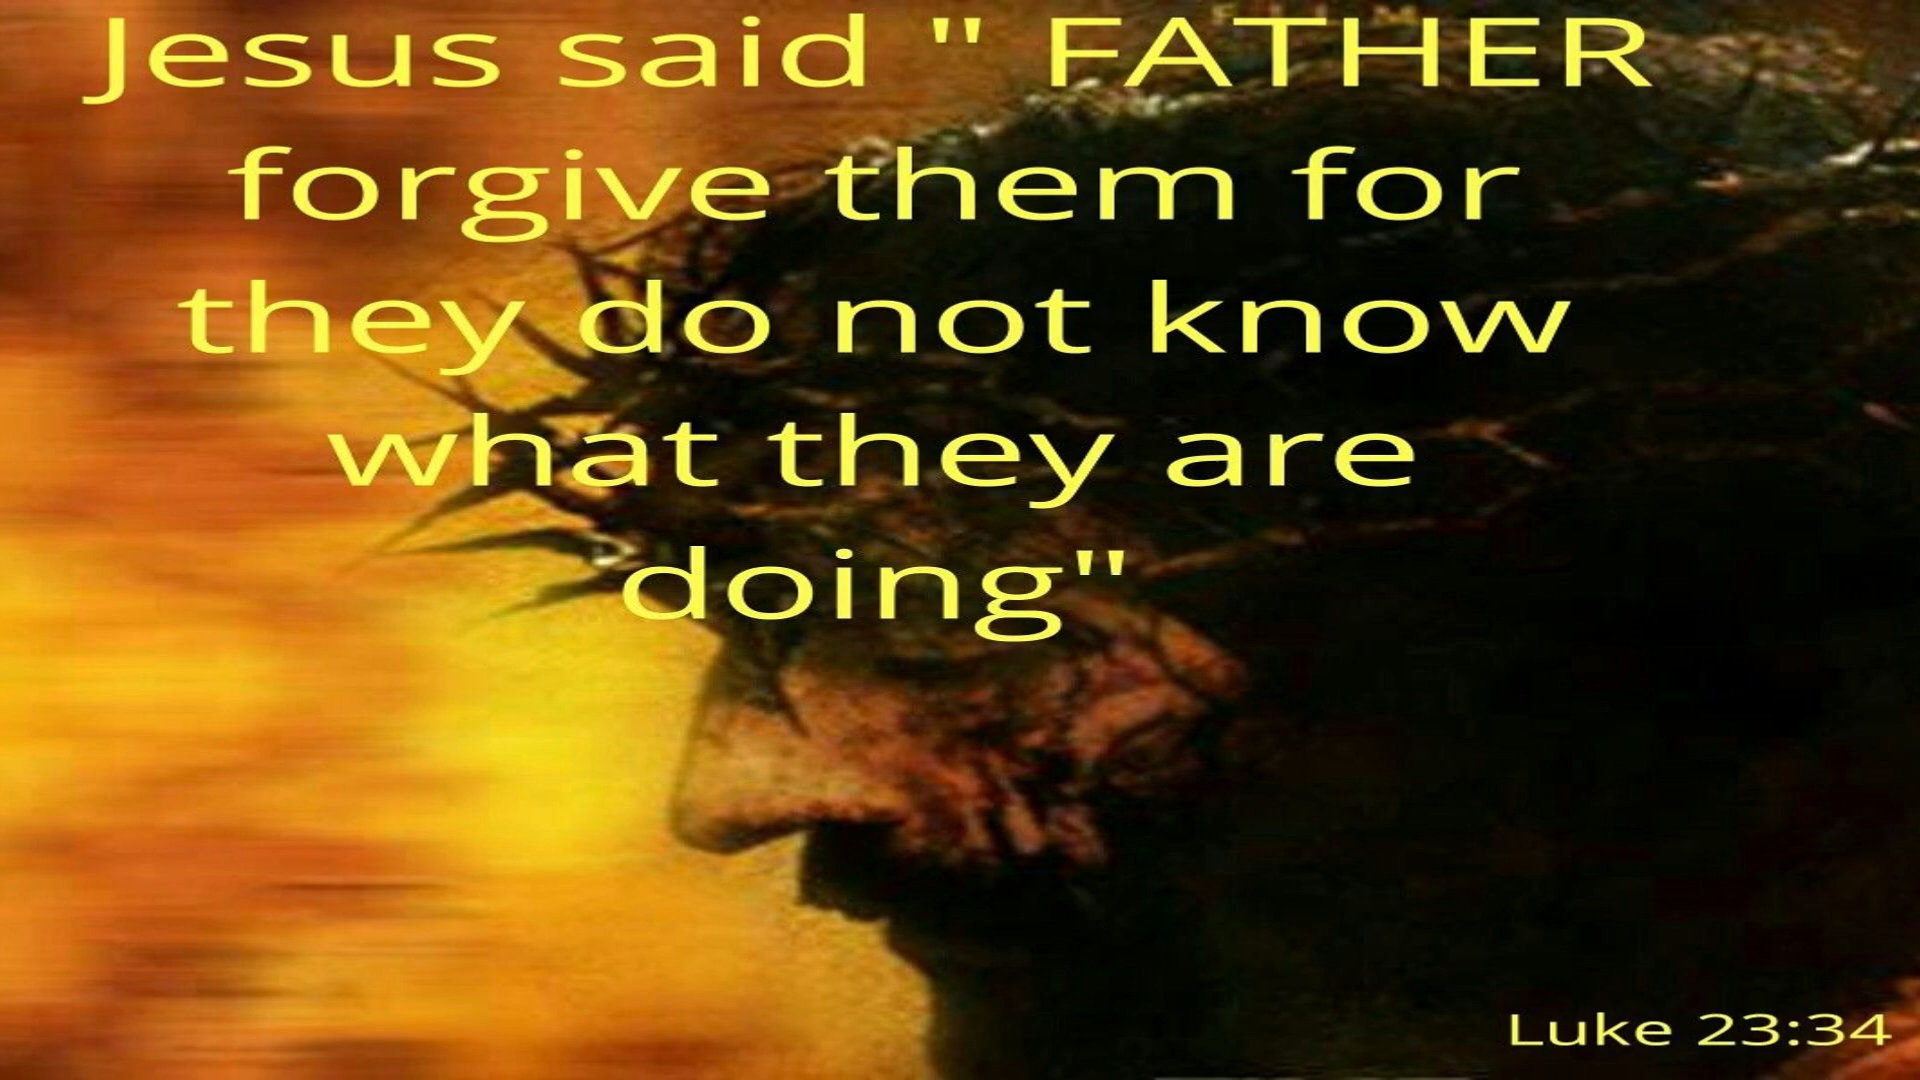 Jesus said " FATHER
forgive them for
they do not know
what they are
doing"
Luke 23:34